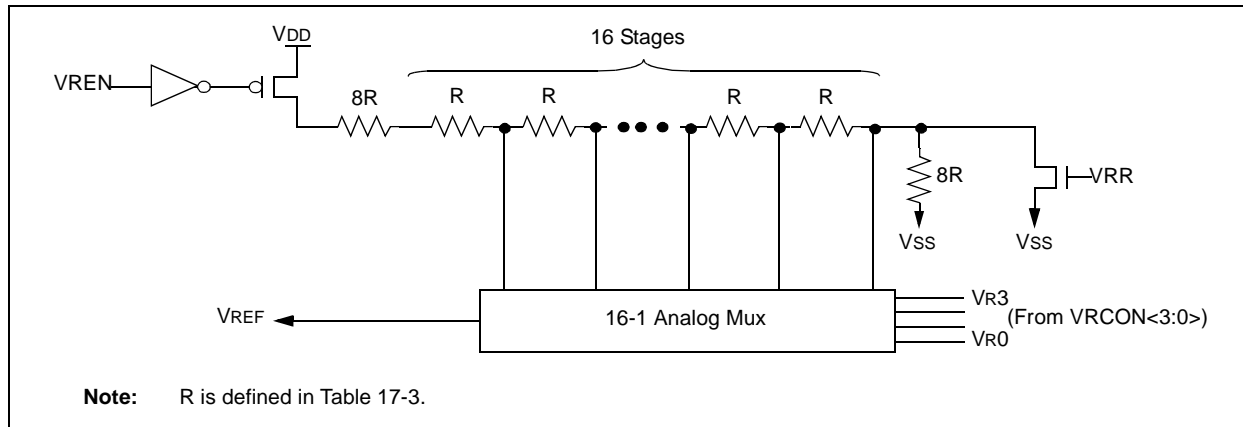 VDD
16 Stages
VREN
8R
R
R
R
R
8R
VRR
VSS
VSS
VREF
16-1 Analog Mux
VR3
(From VRCON<3:0>)
VR0
Note: R is defined in Table 17-3.